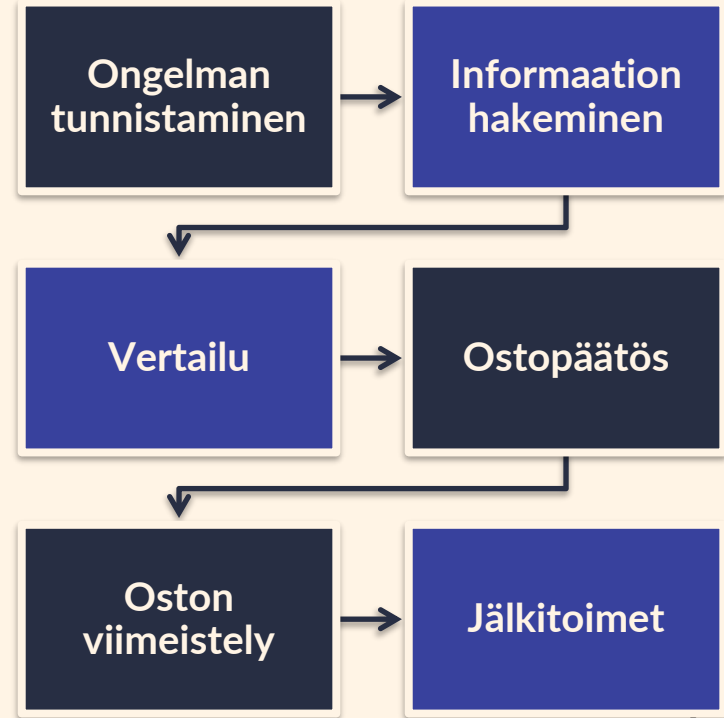 Ongelman
tunnistaminen
Informaation
hakeminen
Vertailu
Ostopäätös
Oston
viimeistely
Jälkitoimet